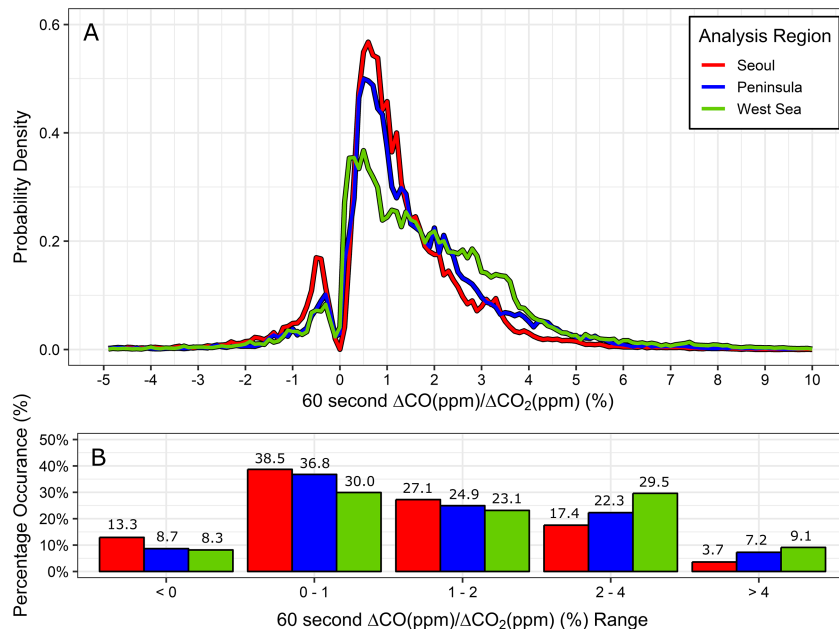 A
Analysis Region
Seoul
Peninsula
West Sea
Probability Density
0.6
0.4
0.2
0.0
-5 -4 -3 -2 -1 0 1 2 3 4 5 6 7 8 9 10
60 second ΔCO(ppm)/ΔCO₂(ppm) (%)
B
Percentage Occurance (%)
50%
40%
30%
20%
10%
0%
13.3 8.7 8.3
38.5 36.8 30.0
27.1 24.9 23.1
17.4 22.3 29.5
3.7 7.2 9.1
< 0 0 - 1 1 - 2 2 - 4 > 4
60 second ΔCO(ppm)/ΔCO₂(ppm) (%) Range